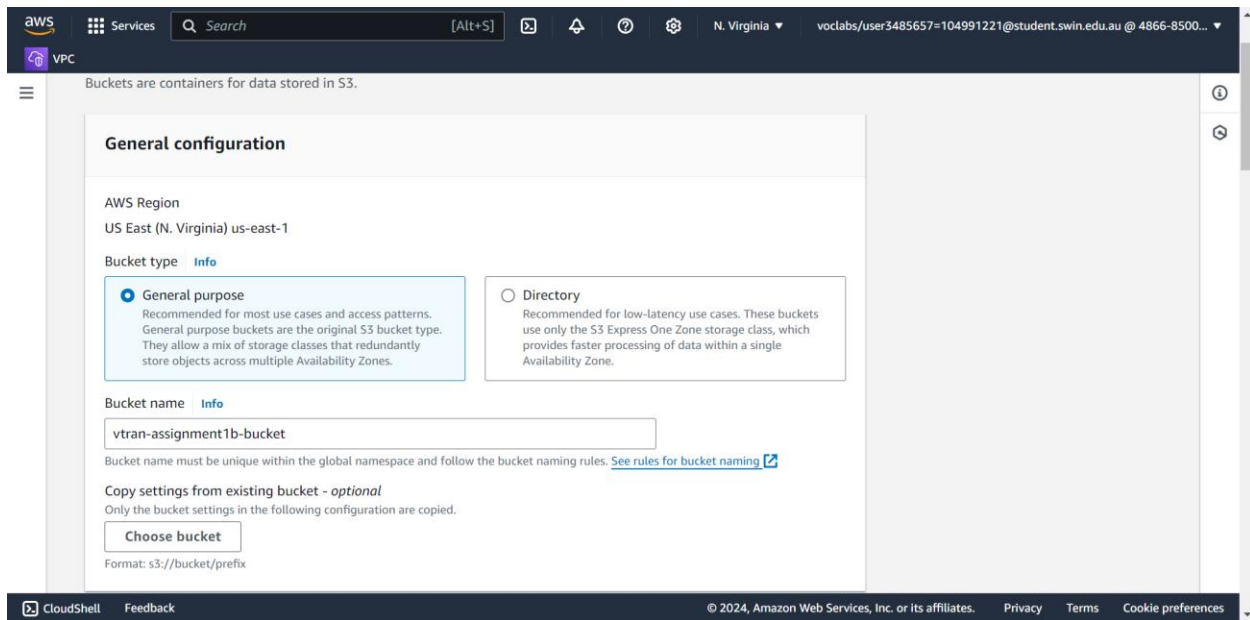 aws
Services
Search [Alt+S]
N. Virginia ▼
voclabs/user3485657=104991221@student.swin.edu.au @ 4866-8500... ▼
VPC
Buckets are containers for data stored in S3.
General configuration
AWS Region
US East (N. Virginia) us-east-1
Bucket type Info
General purpose
Recommended for most use cases and access patterns.
General purpose buckets are the original S3 bucket type.
They allow a mix of storage classes that redundantly
store objects across multiple Availability Zones.
Directory
Recommended for low-latency use cases. These buckets
use only the S3 Express One Zone storage class, which
provides faster processing of data within a single
Availability Zone.
Bucket name Info
vtran-assignment1b-bucket
Bucket name must be unique within the global namespace and follow the bucket naming rules. See rules for bucket naming
Copy settings from existing bucket - optional
Only the bucket settings in the following configuration are copied.
Choose bucket
Format: s3://bucket/prefix
CloudShell Feedback © 2024, Amazon Web Services, Inc. or its affiliates. Privacy Terms Cookie preferences